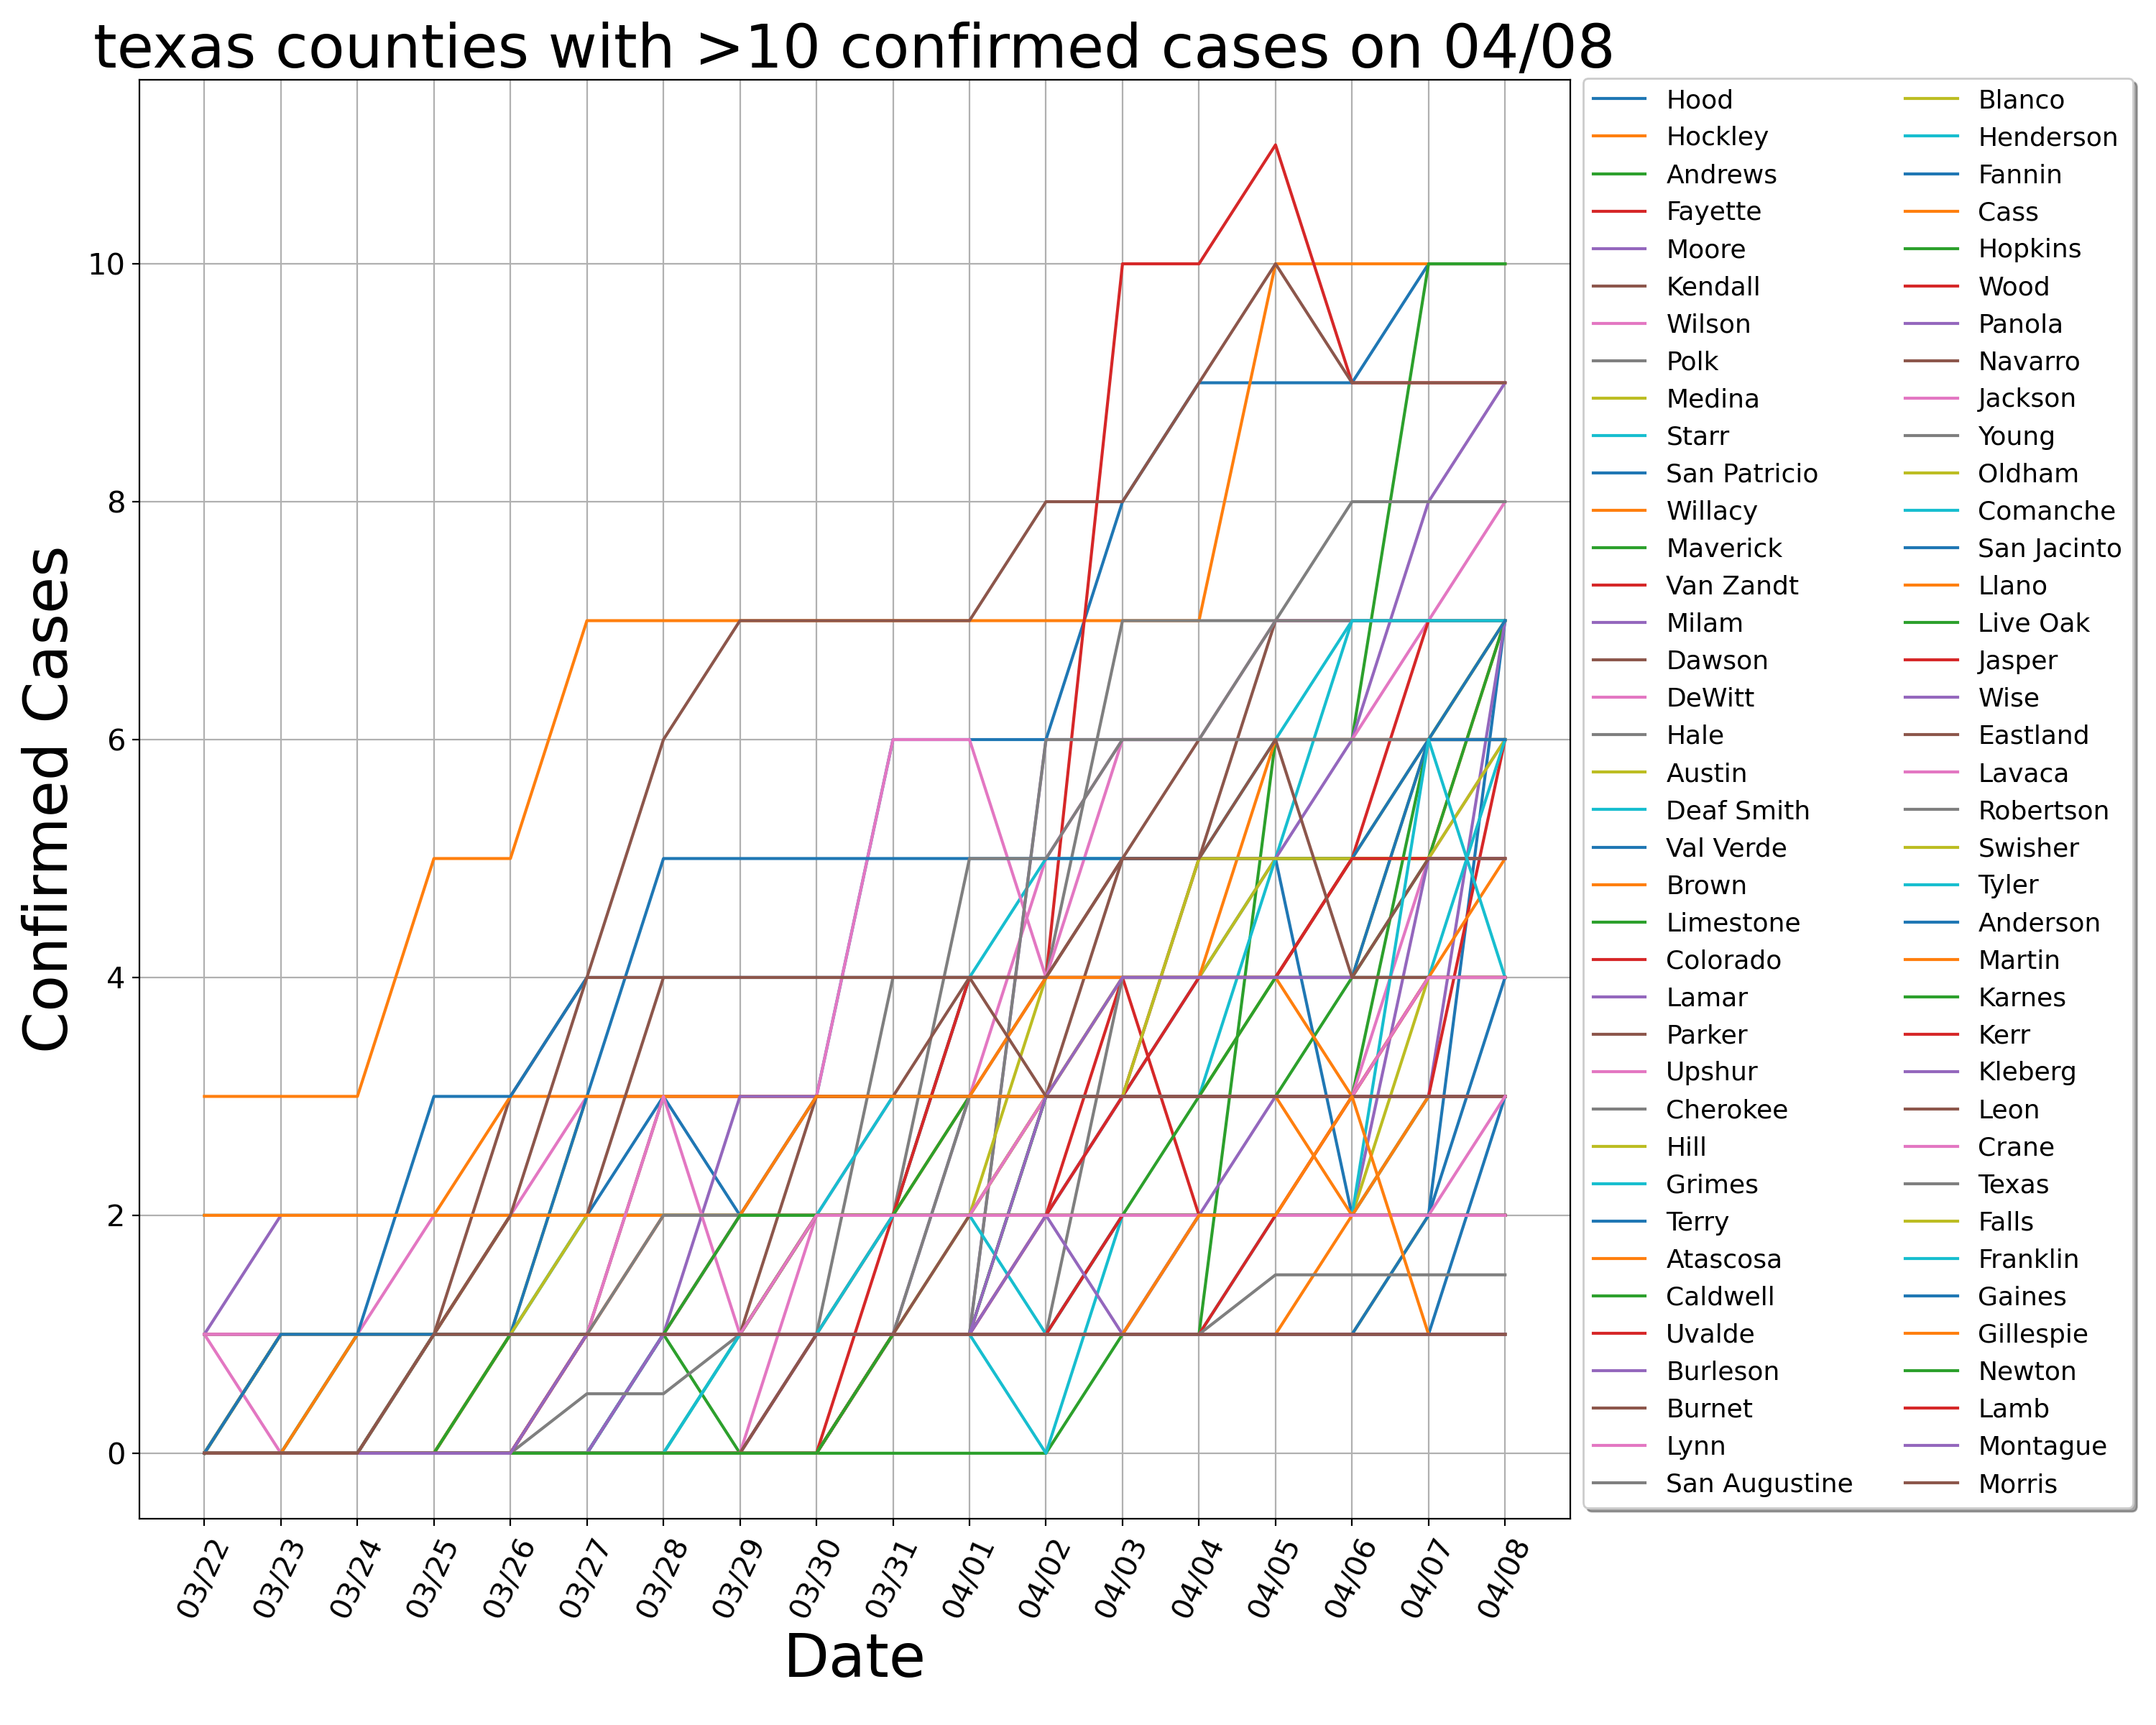 texas counties with >10 confirmed cases on 04/08
Confirmed Cases
10
8
6
4
2
0
03/22
03/23
03/24
03/25
03/26
03/27
03/28
03/29
03/30
03/31
04/01
04/02
04/03
04/04
04/05
04/06
04/07
04/08
Date
Hood
Hockley
Andrews
Fayette
Moore
Kendall
Wilson
Polk
Medina
Starr
San Patricio
Willacy
Maverick
Van Zandt
Milam
Dawson
DeWitt
Hale
Austin
Deaf Smith
Val Verde
Brown
Limestone
Colorado
Lamar
Parker
Upshur
Cherokee
Hill
Grimes
Terry
Atascosa
Caldwell
Uvalde
Burleson
Burnet
Lynn
San Augustine
Blanco
Henderson
Fannin
Cass
Hopkins
Wood
Panola
Navarro
Jackson
Young
Oldham
Comanche
San Jacinto
Llano
Live Oak
Jasper
Wise
Eastland
Lavaca
Robertson
Swisher
Tyler
Anderson
Martin
Karnes
Kerr
Kleberg
Leon
Crane
Texas
Falls
Franklin
Gaines
Gillespie
Newton
Lamb
Montague
Morris